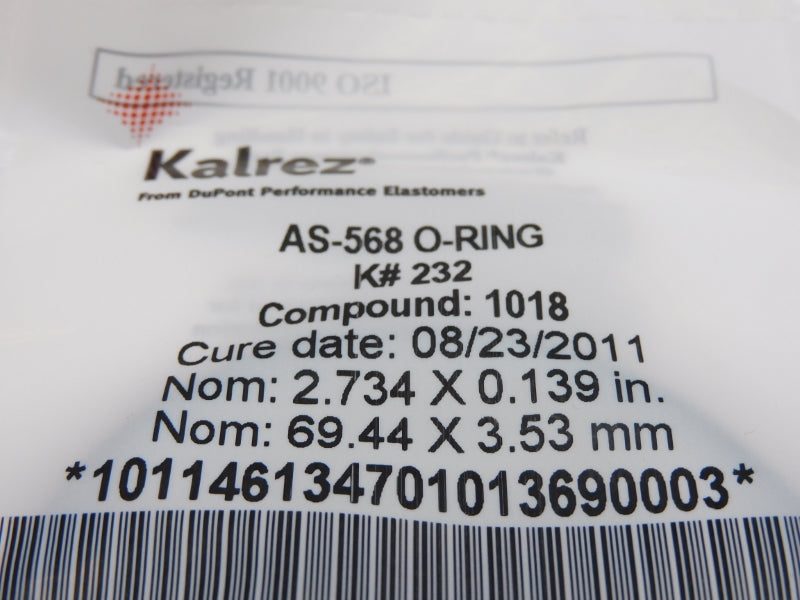 ISO 9001 Registered
Kalrez®
From DuPont Performance Elastomers
AS-568 O-RING
K# 232
Compound: 1018
Cure date: 08/23/2011
Nom: 2.734 X 0.139 in.
Nom: 69.44 X 3.53 mm
*101146134701013690003*